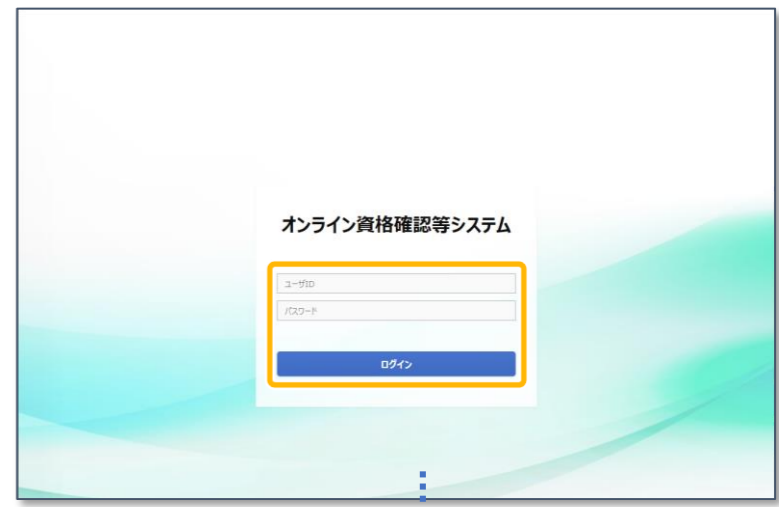 オンライン資格確認等システム
ユーザID
パスワード
ログイン